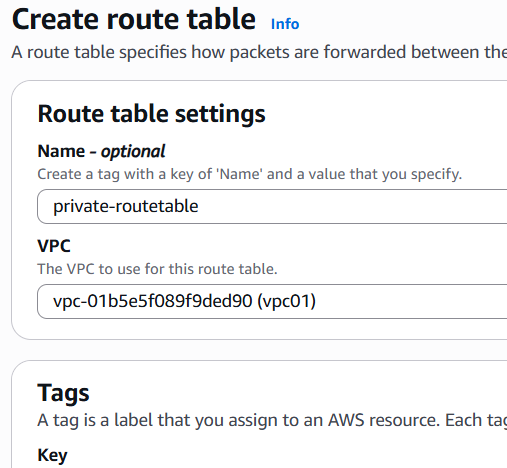 Create route table Info
A route table specifies how packets are forwarded between the
Route table settings
Name - optional
Create a tag with a key of 'Name' and a value that you specify.
private-routetable
VPC
The VPC to use for this route table.
vpc-01b5e5f089f9ded90 (vpc01)
Tags
A tag is a label that you assign to an AWS resource. Each tag
Key